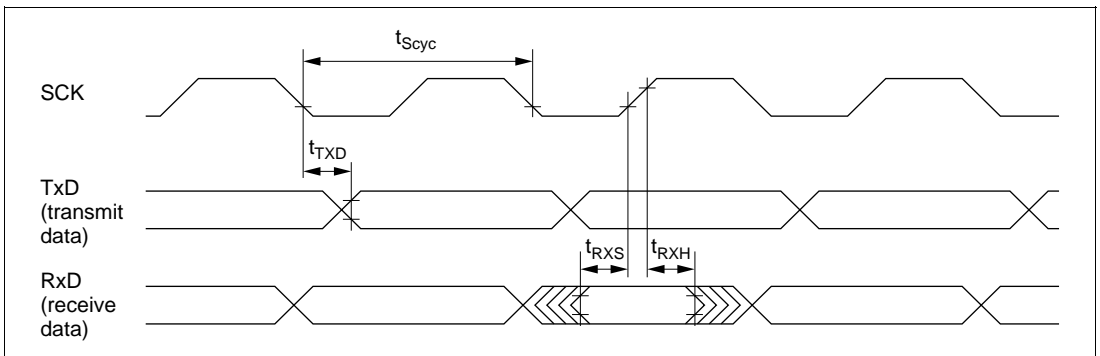 tScyc
SCK
tTXD
TxD
(transmit
data)
tRXS
tRXH
RxD
(receive
data)